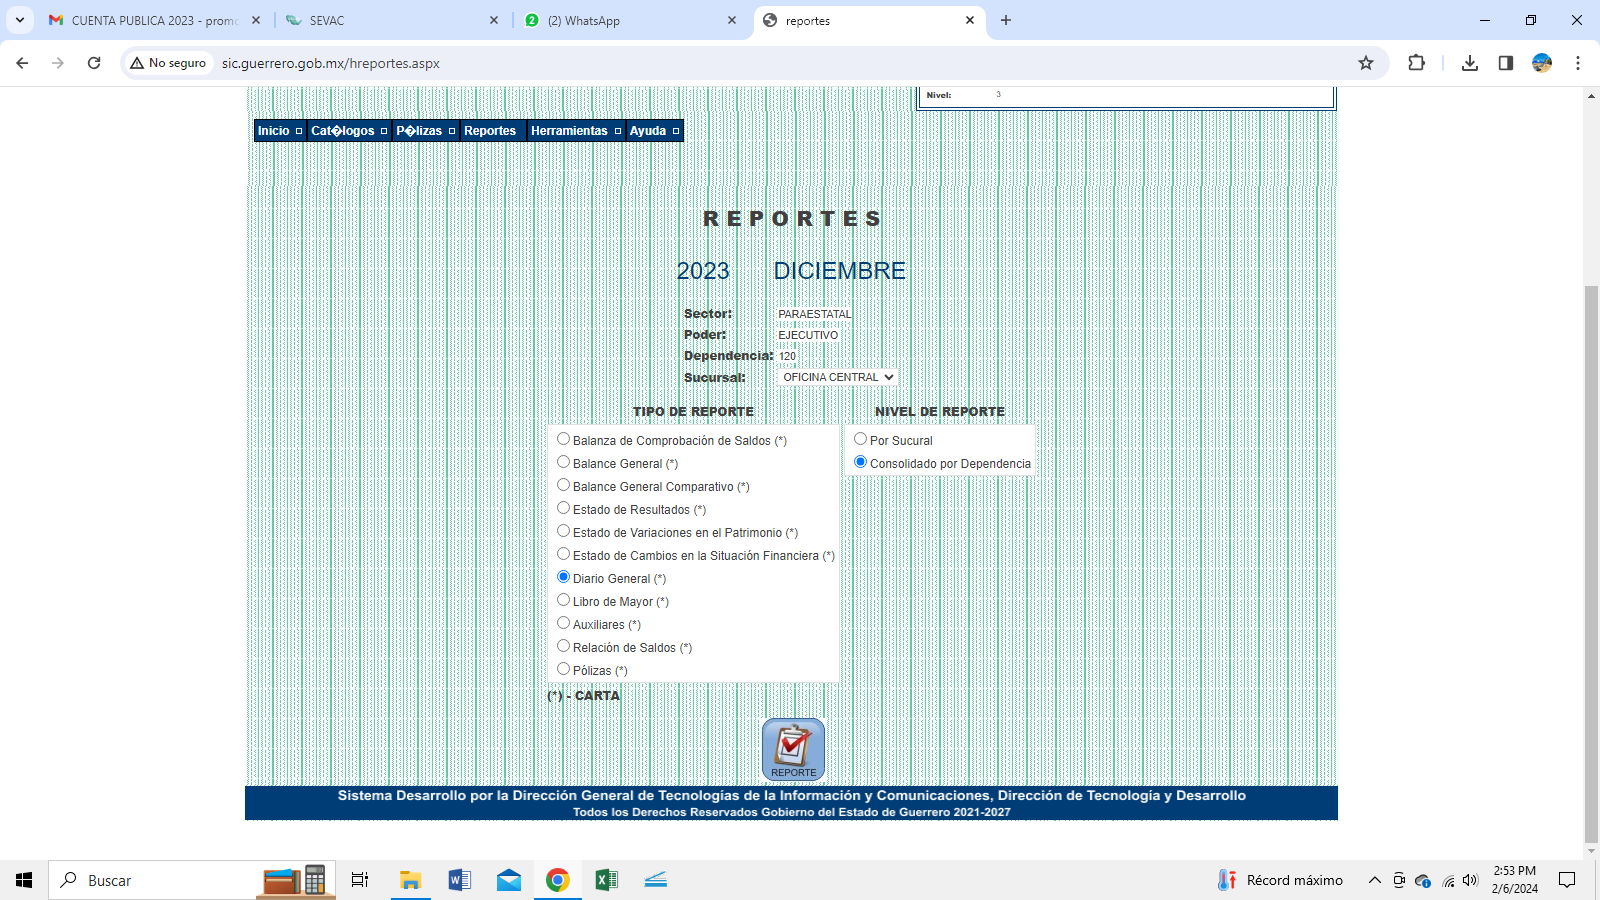 CUENTA PUBLICA 2023 - prom
SEVAC
(2) WhatsApp
reportes
No seguro
sic.guerrero.gob.mx/hreportes.aspx
Nivel: 3
Inicio Cat�logos P�lizas Reportes Herramientas Ayuda
REPORTES
2023 DICIEMBRE
Sector: PARAESTATAL
Poder: EJECUTIVO
Dependencia: 120
Sucursal: OFICINA CENTRAL
TIPO DE REPORTE NIVEL DE REPORTE
Balanza de Comprobación de Saldos (*) Por Sucural
Balance General (*) Consolidado por Dependencia
Balance General Comparativo (*)
Estado de Resultados (*)
Estado de Variaciones en el Patrimonio (*)
Estado de Cambios en la Situación Financiera (*)
Diario General (*)
Libro de Mayor (*)
Auxiliares (*)
Relación de Saldos (*)
Pólizas (*)
(*) - CARTA
REPORTE
Sistema Desarrollo por la Dirección General de Tecnologías de la Información y Comunicaciones, Dirección de Tecnología y Desarrollo
Todos los Derechos Reservados Gobierno del Estado de Guerrero 2021-2027
Buscar
Récord máximo
2:53 PM
2/6/2024